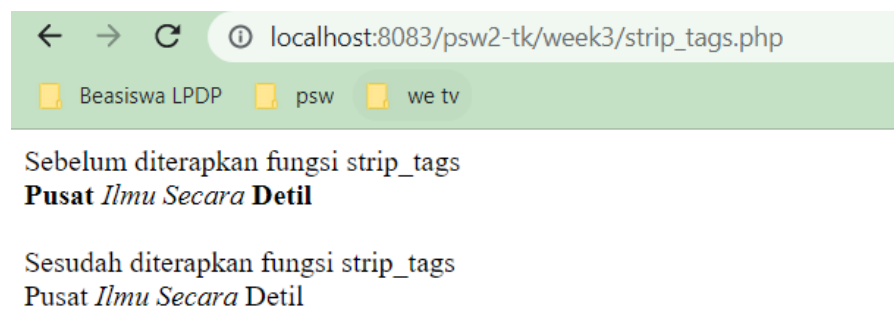 localhost:8083/psw2-tk/week3/strip_tags.php
Beasiswa LPDP psw we tv
Sebelum diterapkan fungsi strip_tags
Pusat Ilmu Secara Detil
Sesudah diterapkan fungsi strip_tags
Pusat Ilmu Secara Detil